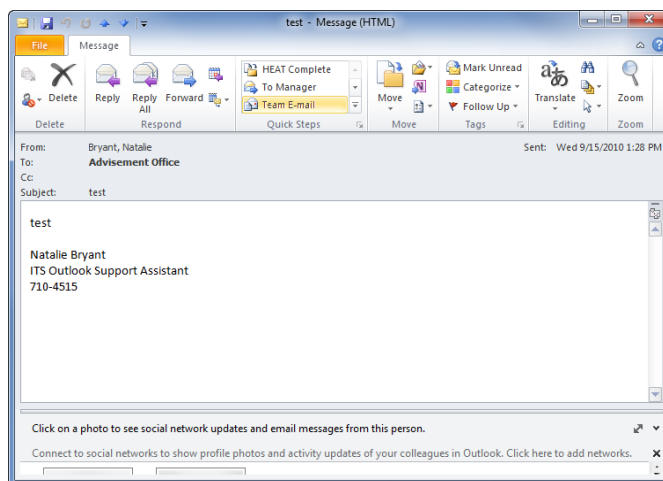 test - Message (HTML)
File Message
HEAT Complete
To Manager
Team E-mail
Mark Unread
Categorize
Follow Up
Delete Reply Reply All Forward Move Translate Zoom
Delete Respond Quick Steps Move Tags Editing Zoom
From: Bryant, Natalie Sent: Wed 9/15/2010 1:28 PM
To: Advisement Office
Cc:
Subject: test
test
Natalie Bryant
ITS Outlook Support Assistant
710-4515
Click on a photo to see social network updates and email messages from this person.
Connect to social networks to show profile photos and activity updates of your colleagues in Outlook. Click here to add networks.